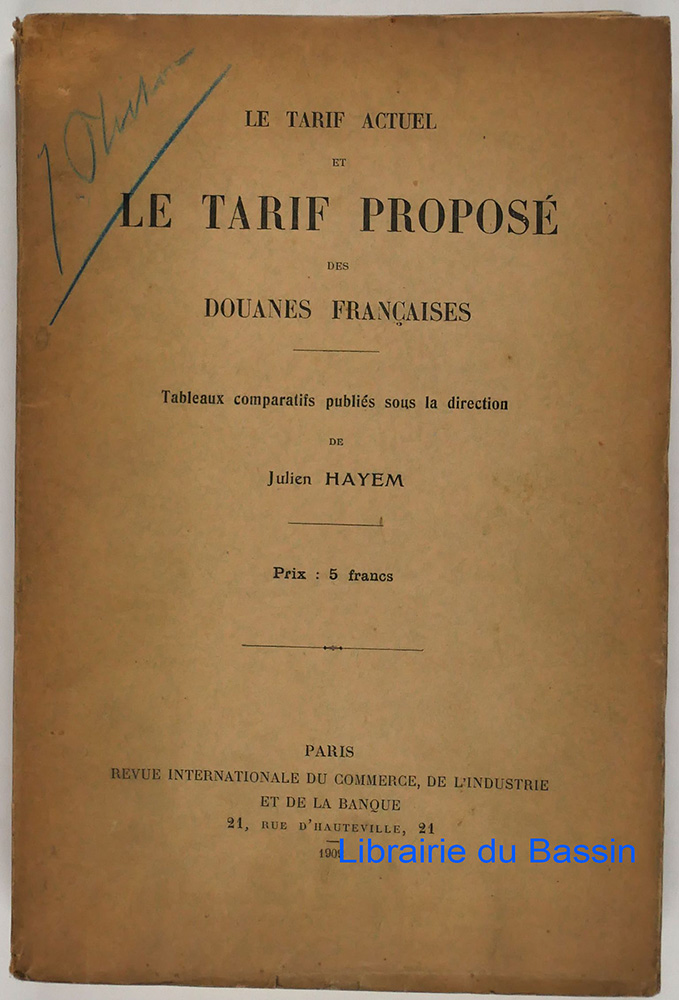 LE TARIF ACTUEL
ET
LE TARIF PROPOSÉ
DES
DOUANES FRANÇAISES
Tableaux comparatifs publiés sous la direction
DE
Julien HAYEM
Prix : 5 francs
PARIS
REVUE INTERNATIONALE DU COMMERCE, DE L'INDUSTRIE
ET DE LA BANQUE
21, RUE D'HAUTEVILLE, 21
Librairie du Bassin